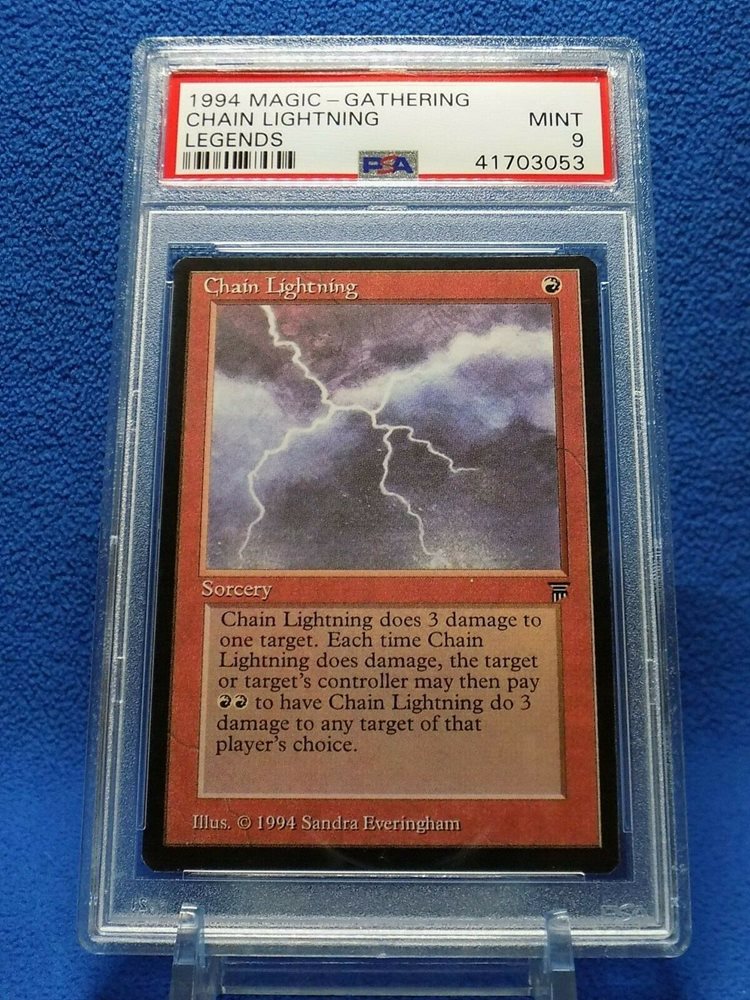 1994 MAGIC – GATHERING
CHAIN LIGHTNING MINT
LEGENDS 9
PSA 41703053
Chain Lightning
Sorcery
Chain Lightning does 3 damage to
one target. Each time Chain
Lightning does damage, the target
or target's controller may then pay
to have Chain Lightning do 3
damage to any target of that
player's choice.
Illus. © 1994 Sandra Everingham
PSA